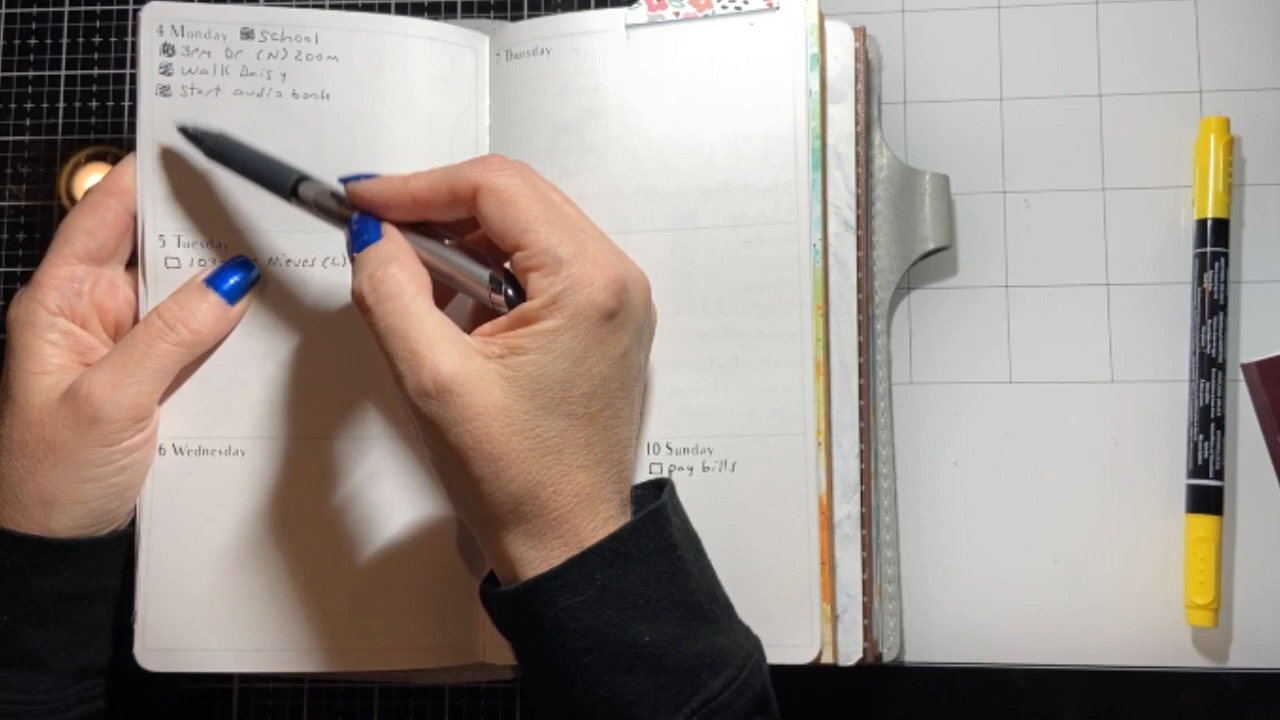 4 Monday school
3PM Dr (N) zoom
Walk Daisy
start audio book
5 Tuesday
Nieves (L)
6 Wednesday
7 Thursday
10 Sunday
pay bills